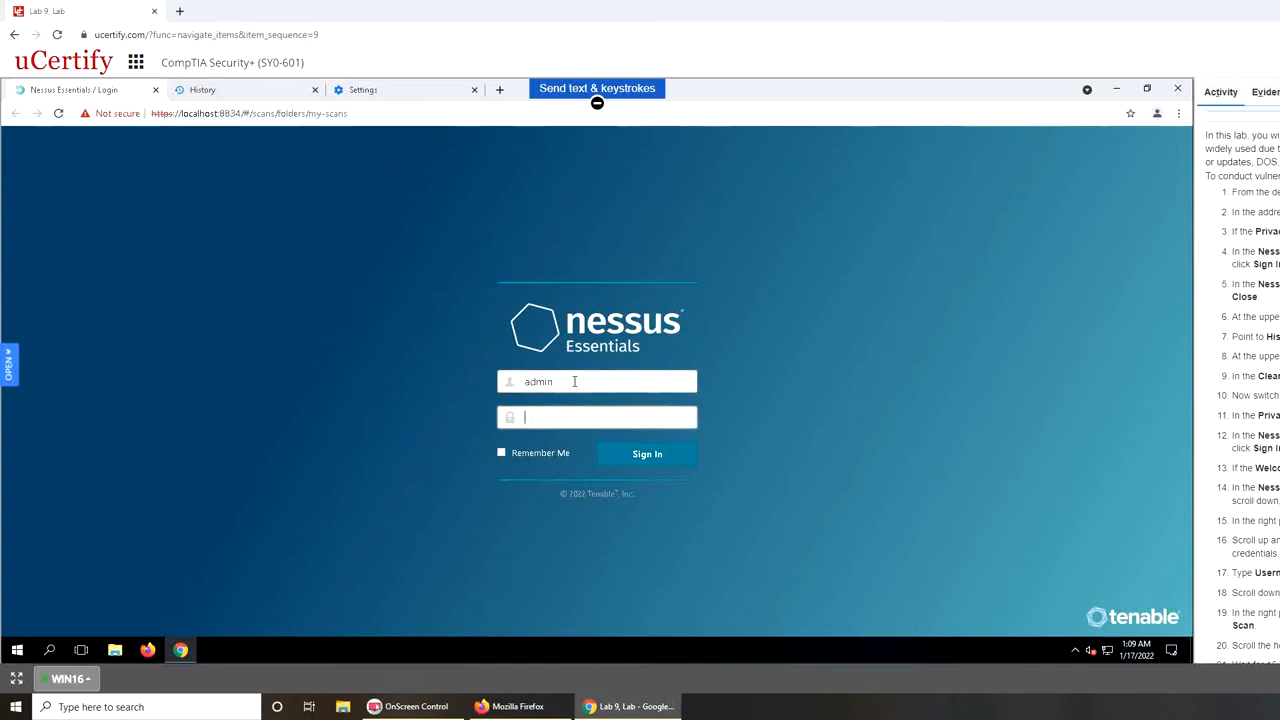 Lab 9, Lab
ucertify.com/?func=navigate_items&item_sequence=9
uCertify
CompTIA Security+ (SY0-601)
Nessus Essentials / Login
History
Settings
Send text & keystrokes
Not secure
https://localhost:8834/#/scans/folders/my-scans
Activity
Eviden
In this lab, you wi
widely used due t
or updates, DOS,
To conduct vulner
1. From the de
2. In the addre
3. If the Priva
4. In the Ness
click Sign In
5. In the Ness
Close
6. At the uppe
7. Point to His
8. At the uppe
9. In the Clear
10. Now switch
11. In the Priva
12. In the Ness
click Sign In
13. If the Welco
14. In the Ness
scroll down,
15. In the right p
16. Scroll up an
credentials.
17. Type Usern
18. Scroll down
19. In the right p
Scan.
20. Scroll the ho
OPEN
nessus
Essentials
admin
Remember Me
Sign In
© 2022 Tenable™, Inc.
tenable
1:09 AM
1/17/2022
WIN16
Type here to search
OnScreen Control
Mozilla Firefox
Lab 9, Lab - Google...